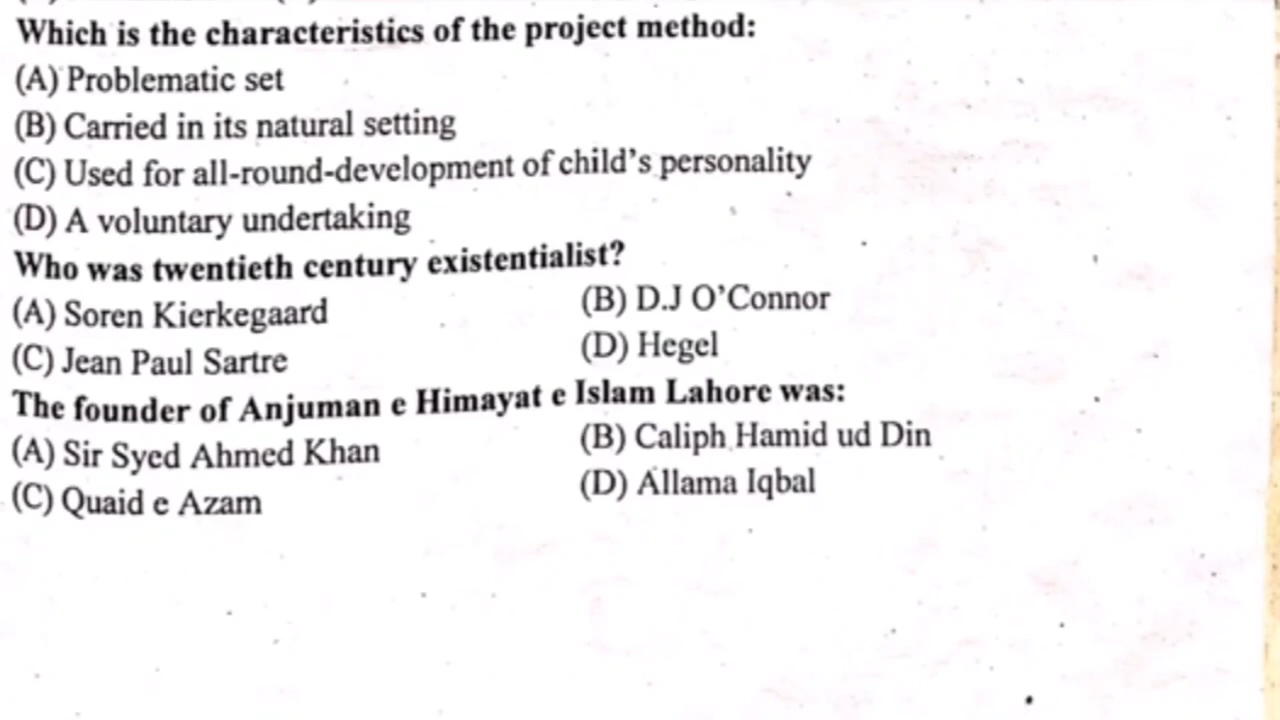 Which is the characteristics of the project method:
(A) Problematic set
(B) Carried in its natural setting
(C) Used for all-round-development of child's personality
(D) A voluntary undertaking
Who was twentieth century existentialist?
(A) Soren Kierkegaard (B) D.J O'Connor
(C) Jean Paul Sartre (D) Hegel
The founder of Anjuman e Himayat e Islam Lahore was:
(A) Sir Syed Ahmed Khan (B) Caliph Hamid ud Din
(C) Quaid e Azam (D) Allama Iqbal